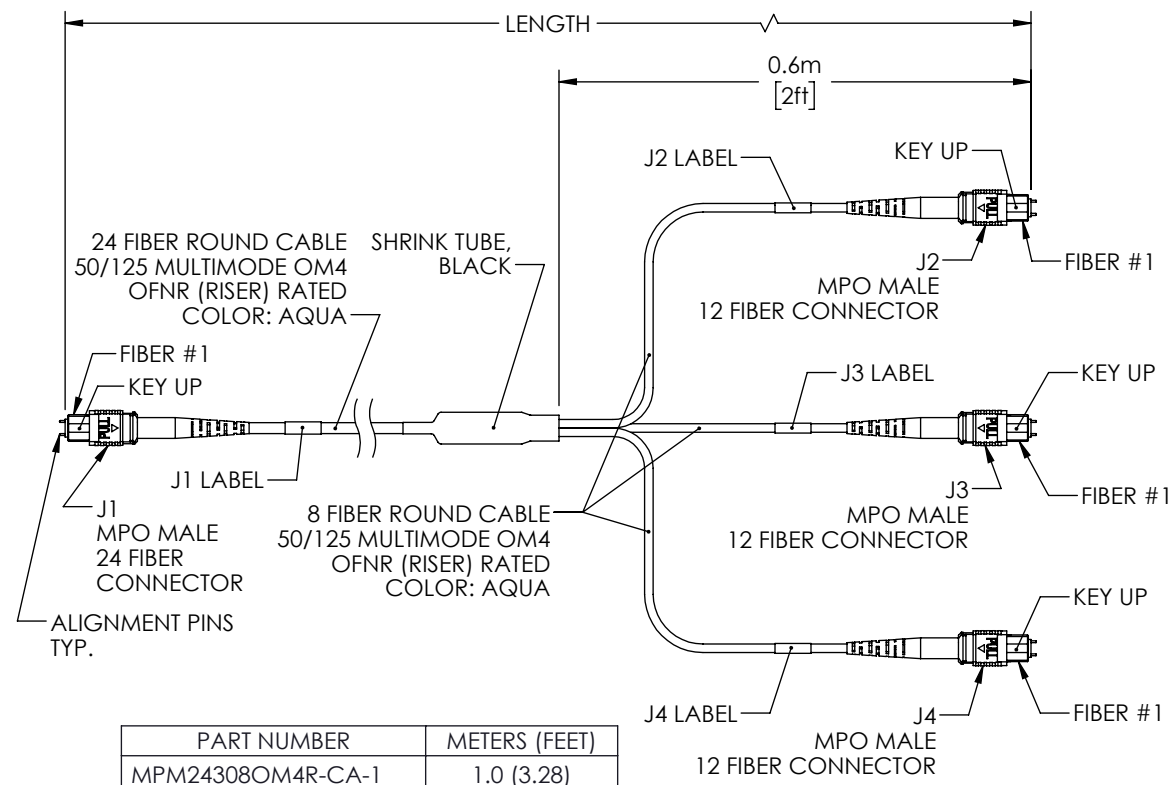 LENGTH
0.6m
[2ft]
J2 LABEL
KEY UP
PULL
J2
MPO MALE
12 FIBER CONNECTOR
FIBER #1
24 FIBER ROUND CABLE
50/125 MULTIMODE OM4
OFNR (RISER) RATED
COLOR: AQUA
SHRINK TUBE,
BLACK
FIBER #1
KEY UP
PULL
J1 LABEL
J1
MPO MALE
24 FIBER
CONNECTOR
ALIGNMENT PINS
TYP.
J3 LABEL
KEY UP
PULL
J3
MPO MALE
12 FIBER CONNECTOR
FIBER #1
8 FIBER ROUND CABLE
50/125 MULTIMODE OM4
OFNR (RISER) RATED
COLOR: AQUA
KEY UP
PULL
J4 LABEL
J4
MPO MALE
12 FIBER CONNECTOR
FIBER #1
PART NUMBER METERS (FEET)
MPM24308OM4R-CA-1 1.0 (3.28)